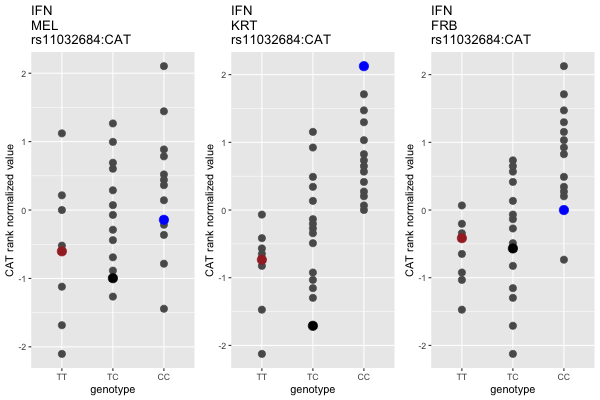 IFN
MEL
rs11032684:CAT
CAT rank normalized value
2
1
0
-1
-2
TT
TC
CC
genotype
IFN
KRT
rs11032684:CAT
CAT rank normalized value
2
1
0
-1
-2
TT
TC
CC
genotype
IFN
FRB
rs11032684:CAT
CAT rank normalized value
2
1
0
-1
-2
TT
TC
CC
genotype